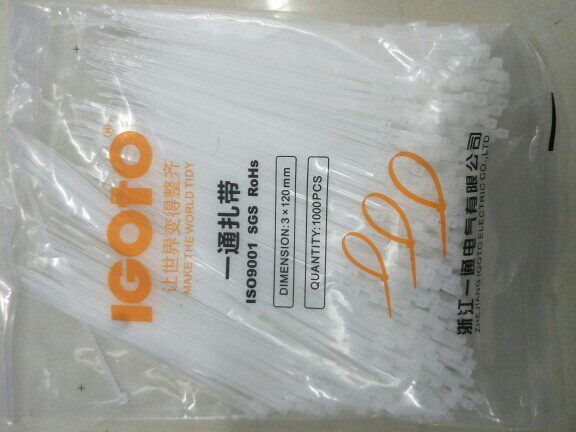 IGOTO(R)
让世界变得整齐
MAKE THE WORLD TIDY
一通扎带
ISO9001 SGS RoHs
DIMENSION:3×120mm
QUANTITY:1000PCS
浙江一通电气有限公司
ZHEJIANG IGOTO ELECTRIC CO.,LTD.